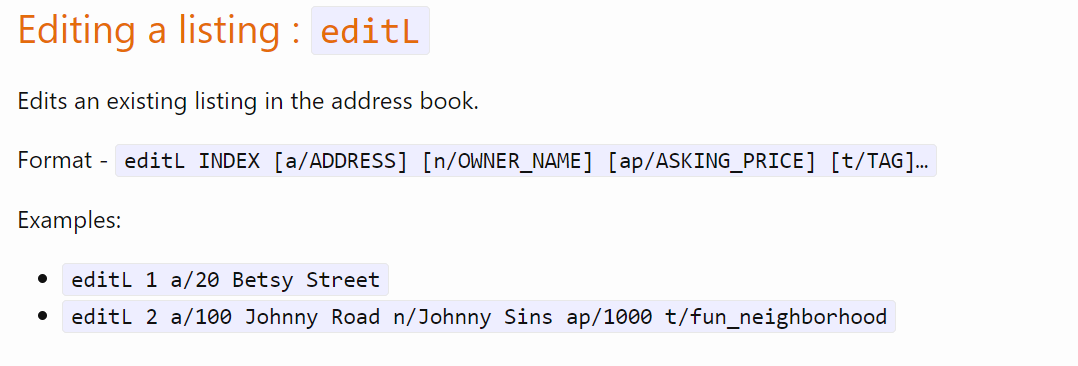 Editing a listing : editL
Edits an existing listing in the address book.
Format - editL INDEX [a/ADDRESS] [n/OWNER_NAME] [ap/ASKING_PRICE] [t/TAG]…
Examples:
• editL 1 a/20 Betsy Street
• editL 2 a/100 Johnny Road n/Johnny Sins ap/1000 t/fun_neighborhood